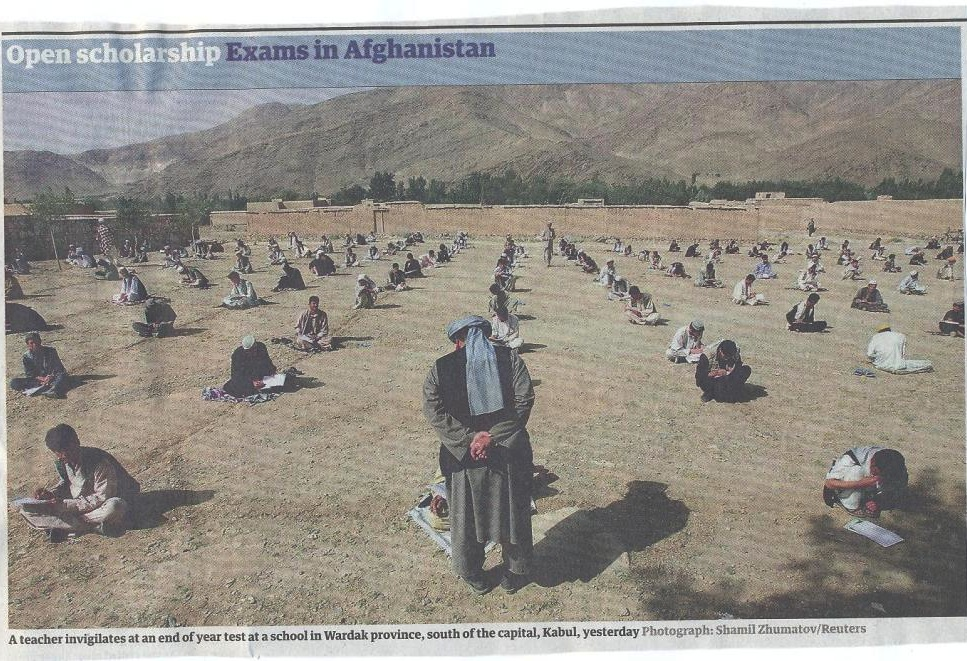 Open scholarship Exams in Afghanistan
A teacher invigilates at an end of year test at a school in Wardak province, south of the capital, Kabul, yesterday Photograph: Shamil Zhumatov/Reuters